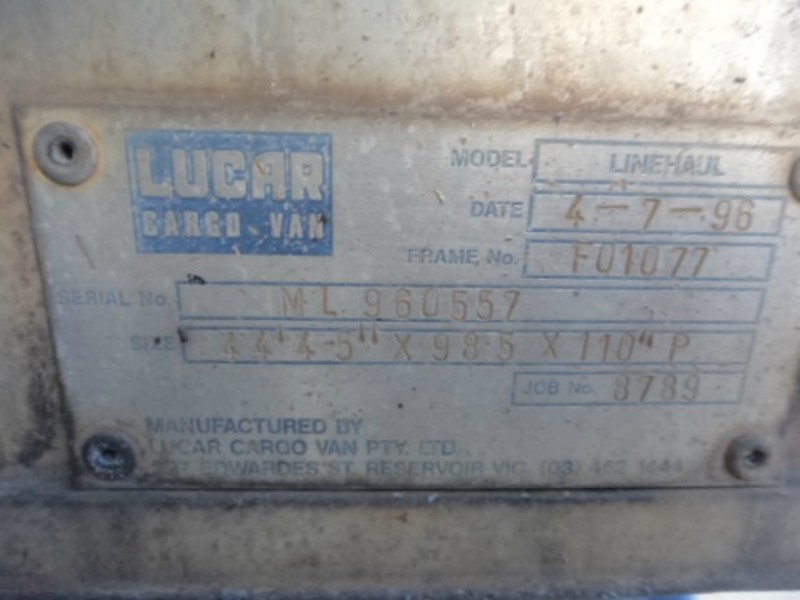 LUCAR
CARGO VAN
MODEL LINEHAUL
DATE 4-7-96
FRAME No. F01077
SERIAL No. ML 960557
SIZE 44'4-5" X 98.5 X 110" P
JOB No. 8789
MANUFACTURED BY
LUCAR CARGO VAN PTY. LTD.
EDWARDES ST. RESERVOIR VIC. (03) 462 1444